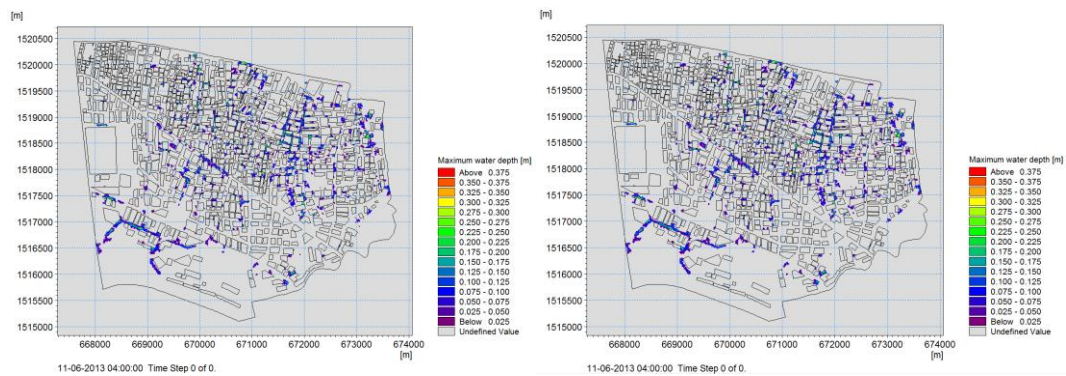 [m]
1520500
1520000
1519500
1519000
1518500
1518000
1517500
1517000
1516500
1516000
1515500
1515000
668000 669000 670000 671000 672000 673000 674000
[m]
11-06-2013 04:00:00 Time Step 0 of 0.
Maximum water depth [m]
Above 0.375
0.350 - 0.375
0.325 - 0.350
0.300 - 0.325
0.275 - 0.300
0.250 - 0.275
0.225 - 0.250
0.200 - 0.225
0.175 - 0.200
0.150 - 0.175
0.125 - 0.150
0.100 - 0.125
0.075 - 0.100
0.050 - 0.075
0.025 - 0.050
Below 0.025
Undefined Value
[m]
1520500
1520000
1519500
1519000
1518500
1518000
1517500
1517000
1516500
1516000
1515500
1515000
668000 669000 670000 671000 672000 673000 674000
[m]
11-06-2013 04:00:00 Time Step 0 of 0.
Maximum water depth [m]
Above 0.375
0.350 - 0.375
0.325 - 0.350
0.300 - 0.325
0.275 - 0.300
0.250 - 0.275
0.225 - 0.250
0.200 - 0.225
0.175 - 0.200
0.150 - 0.175
0.125 - 0.150
0.100 - 0.125
0.075 - 0.100
0.050 - 0.075
0.025 - 0.050
Below 0.025
Undefined Value